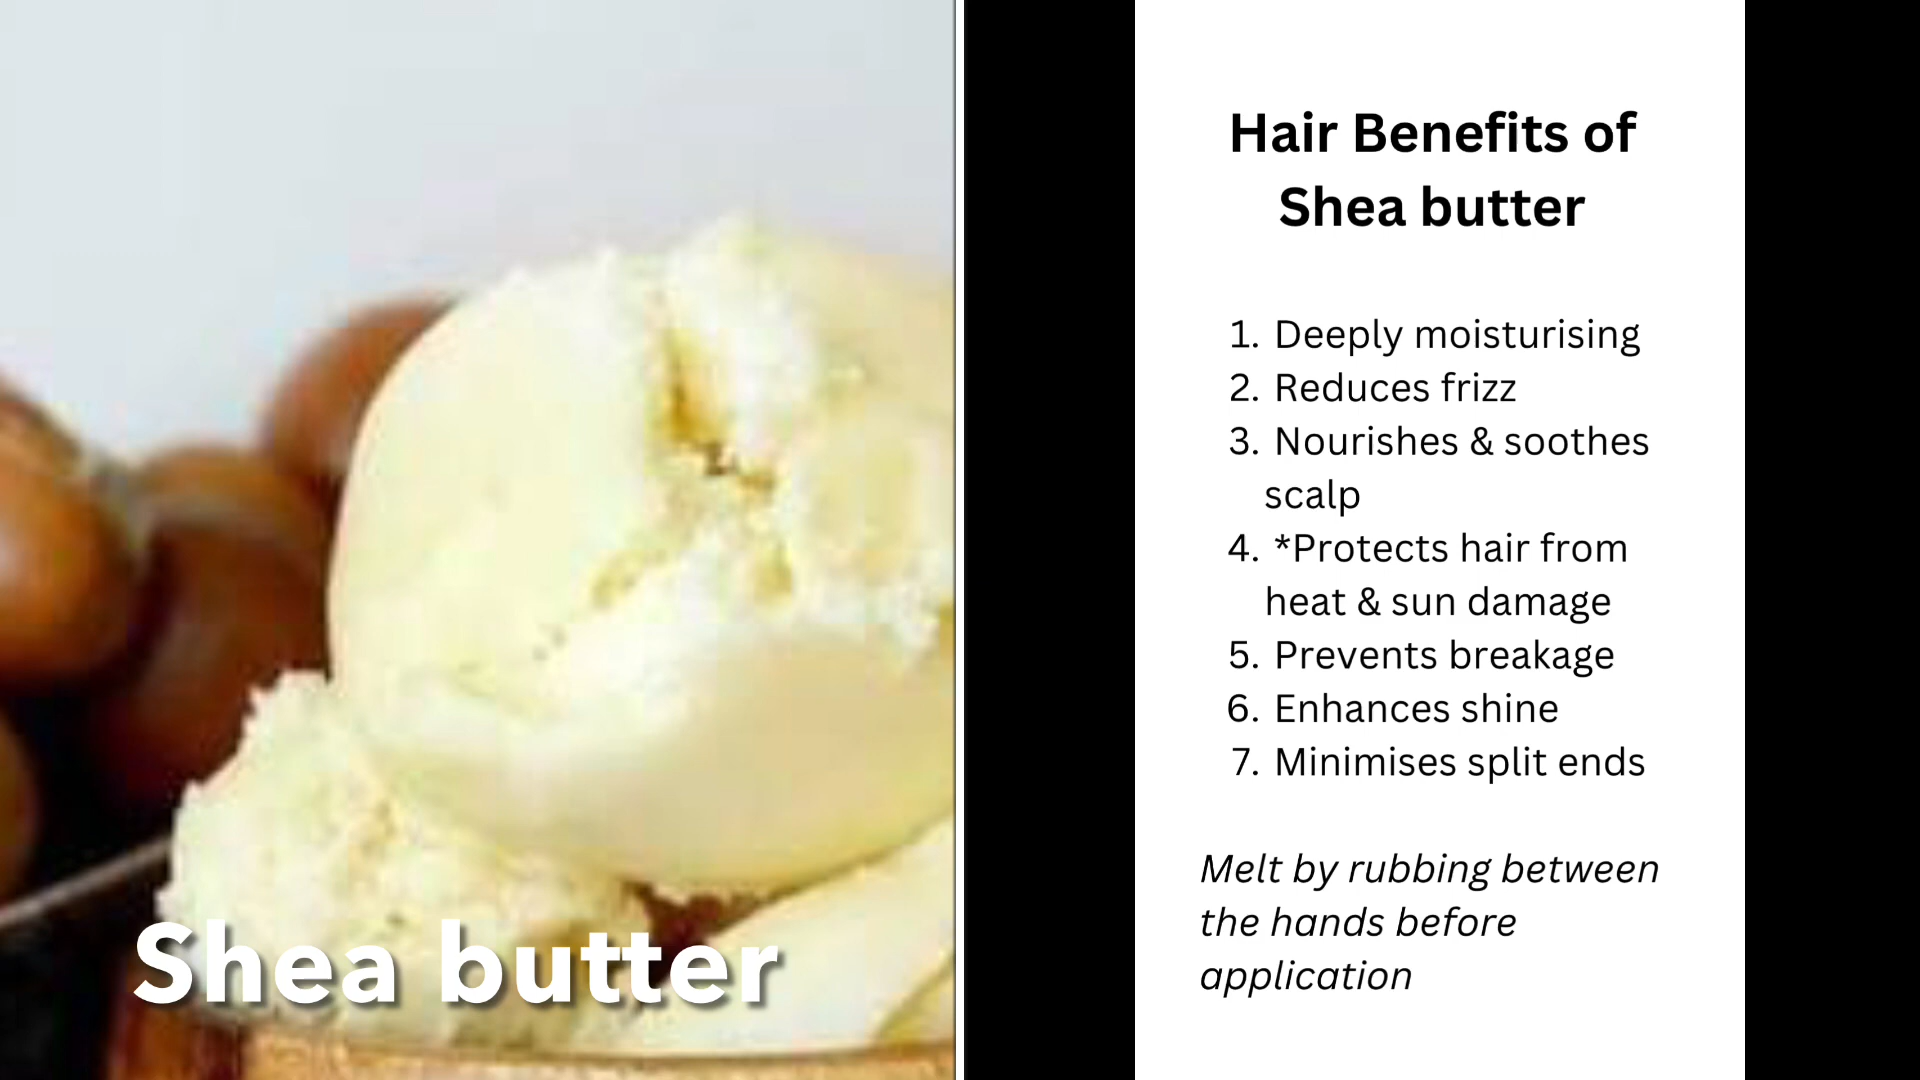 Shea butter
Hair Benefits of
Shea butter
1. Deeply moisturising
2. Reduces frizz
3. Nourishes & soothes
scalp
4. *Protects hair from
heat & sun damage
5. Prevents breakage
6. Enhances shine
7. Minimises split ends
Melt by rubbing between
the hands before
application